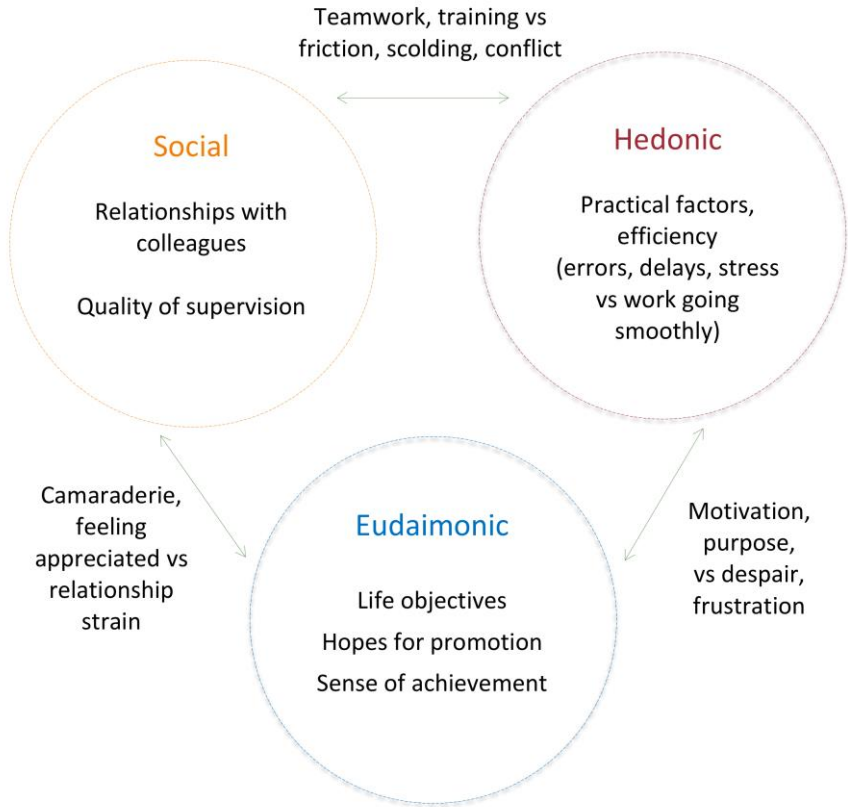 Teamwork, training vs
friction, scolding, conflict
Social
Relationships with
colleagues
Quality of supervision
Hedonic
Practical factors,
efficiency
(errors, delays, stress
vs work going
smoothly)
Camaraderie,
feeling
appreciated vs
relationship
strain
Eudaimonic
Life objectives
Hopes for promotion
Sense of achievement
Motivation,
purpose,
vs despair,
frustration